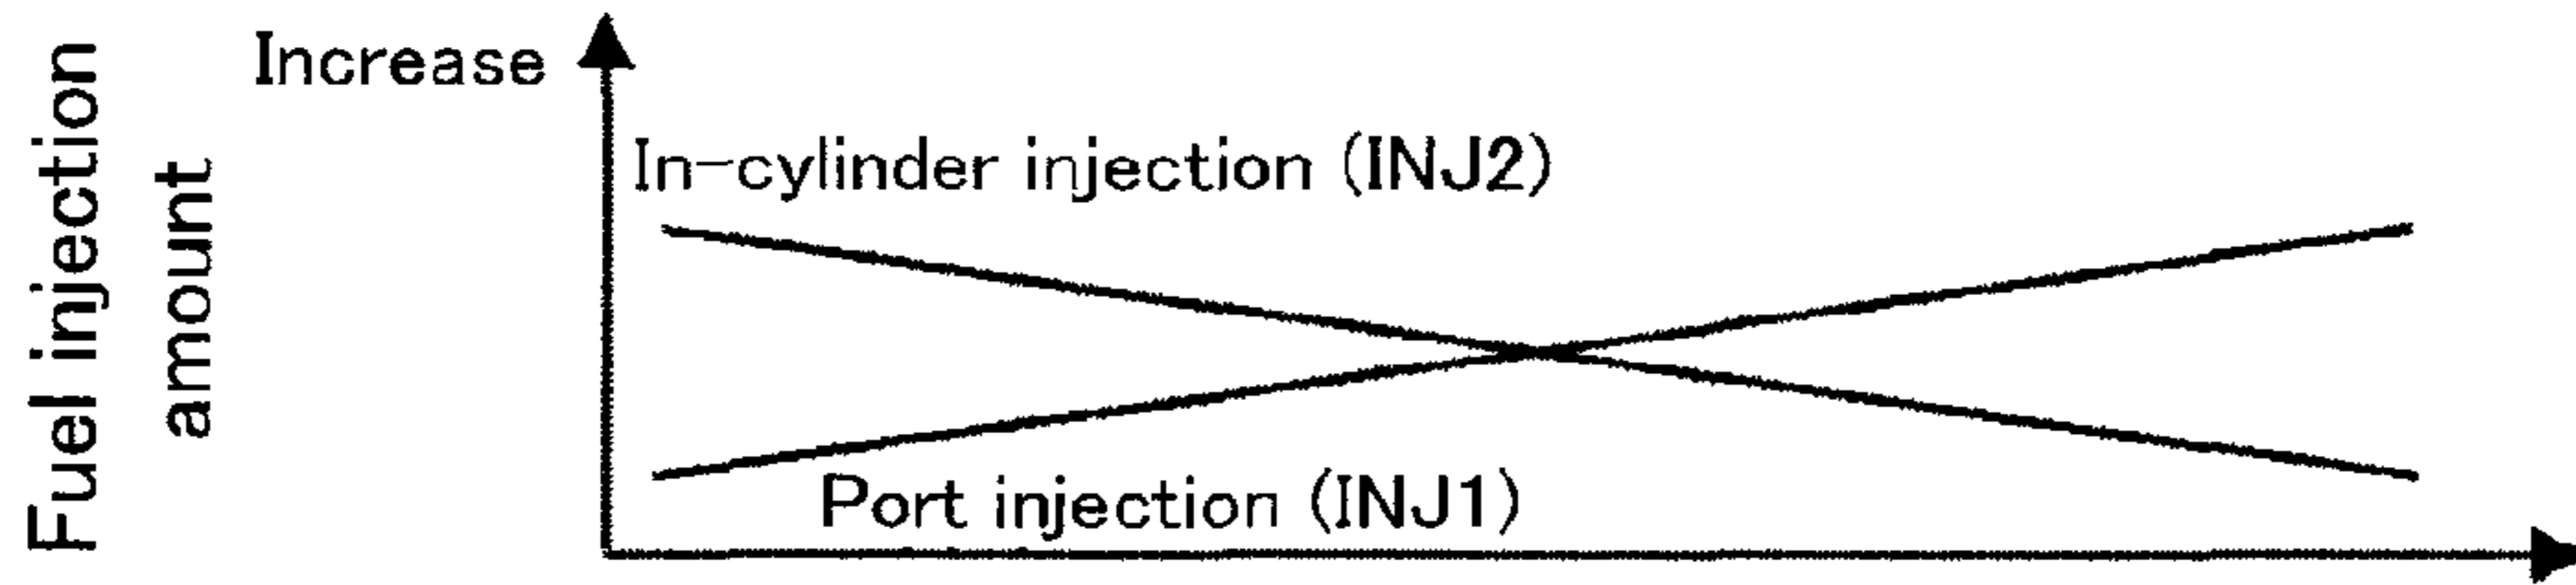 Fuel injection
amount
Increase
In-cylinder injection (INJ2)
Port injection (INJ1)